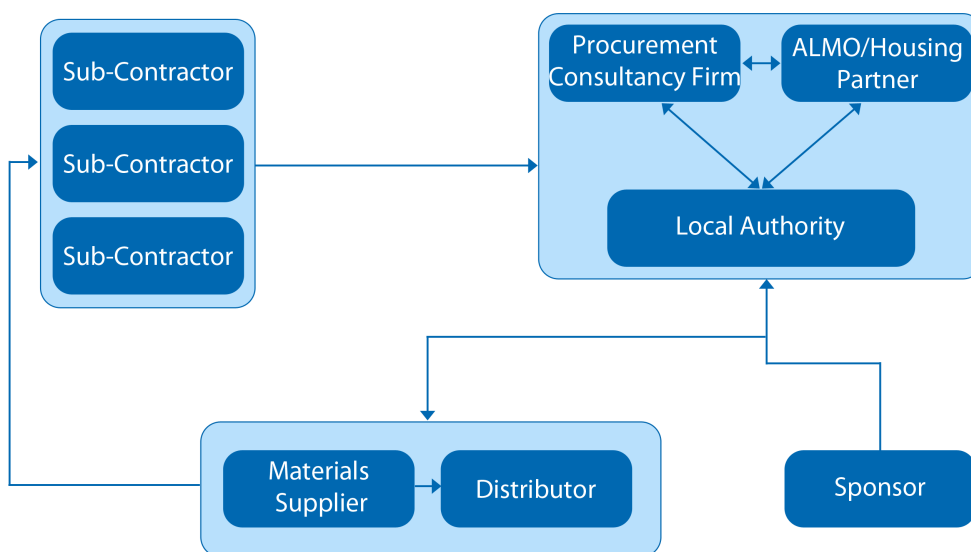 Sub-Contractor
Sub-Contractor
Sub-Contractor
Procurement
Consultancy Firm
ALMO/Housing
Partner
Local Authority
Materials
Supplier
Distributor
Sponsor